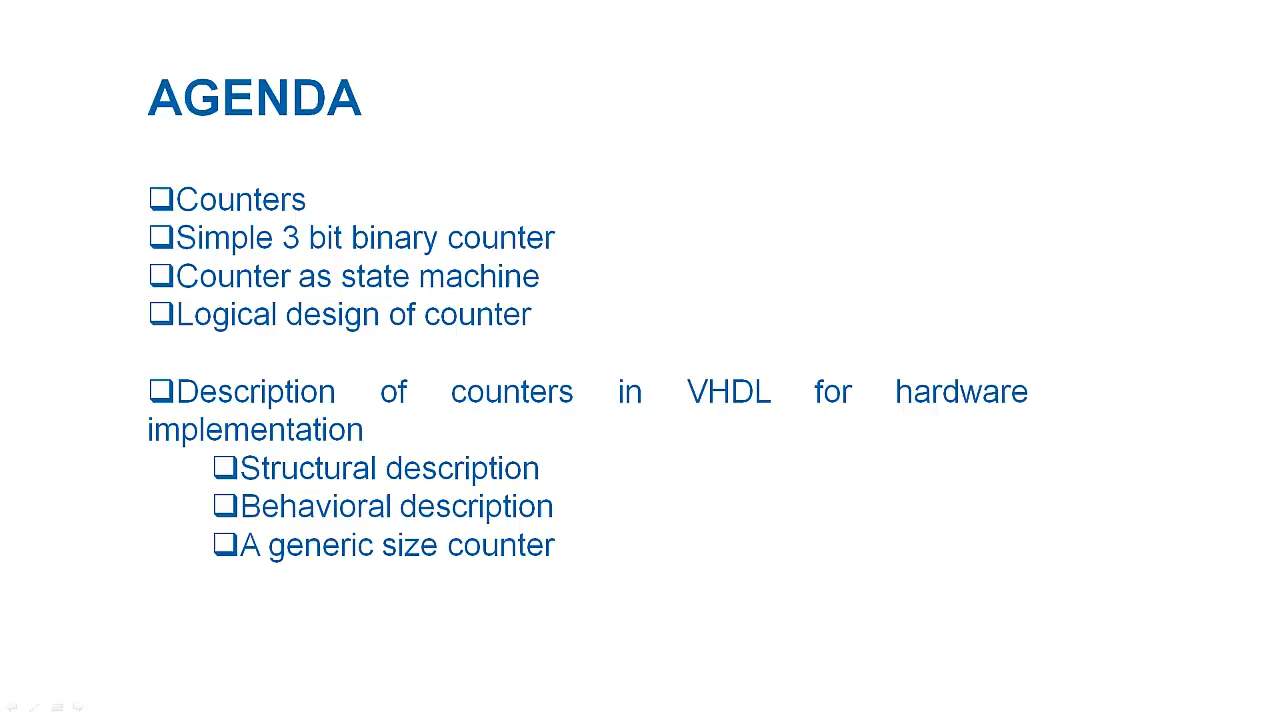 AGENDA
❑Counters
❑Simple 3 bit binary counter
❑Counter as state machine
❑Logical design of counter
❑Description of counters in VHDL for hardware
implementation
❑Structural description
❑Behavioral description
❑A generic size counter